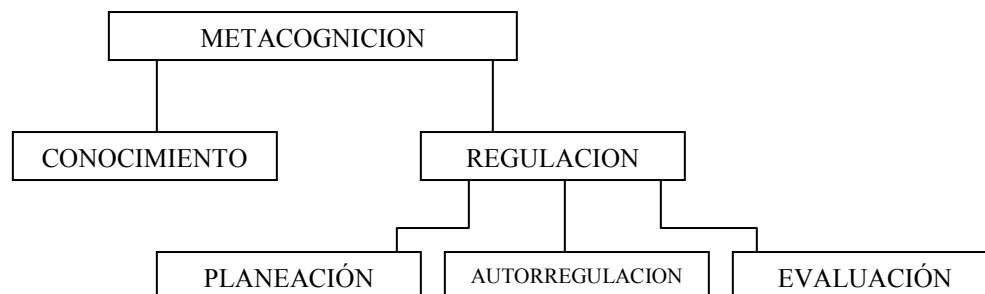 METACOGNICION
CONOCIMIENTO
REGULACION
PLANEACIÓN
AUTORREGULACION
EVALUACIÓN